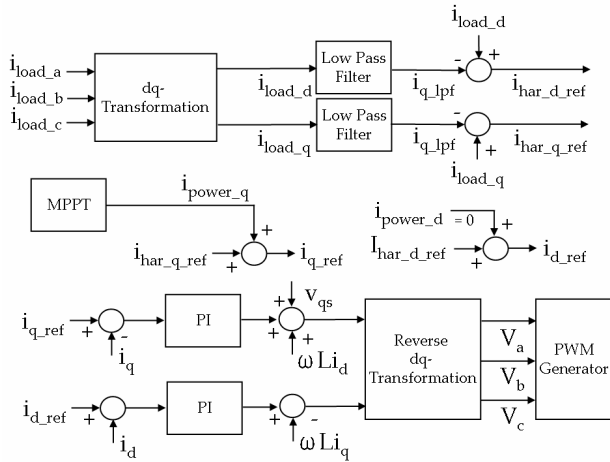 i_load_a
i_load_b
i_load_c
dq-
Transformation
i_load_d
i_load_q
Low Pass
Filter
Low Pass
Filter
i_q_lpf
i_q_lpf
i_load_d
- +
i_har_d_ref
-
+
i_har_q_ref
i_load_q
MPPT
i_power_q
+
i_har_q_ref
+
i_q_ref
i_power_d = 0
+
I_har_d_ref
+
i_d_ref
i_q_ref
+
-
i_q
PI
+
v_qs
+
+
ω Li_d
i_d_ref
+
i_d
PI
+
-
ω Li_q
Reverse
dq-
Transformation
V_a
V_b
V_c
PWM
Generator